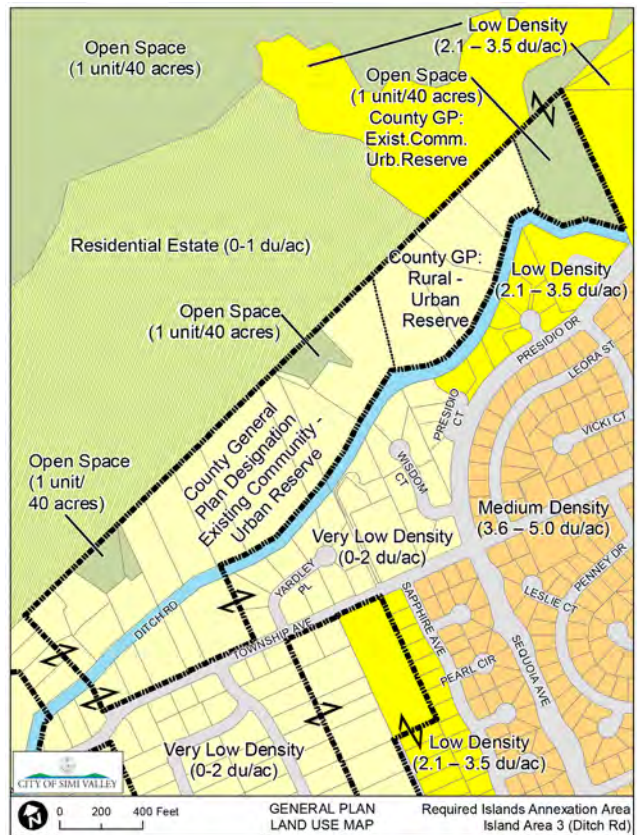 Low Density
(2.1 – 3.5 du/ac)
Open Space
(1 unit/40 acres)
Open Space
(1 unit/40 acres)
County GP:
Exist.Comm.
Urb.Reserve
Residential Estate (0-1 du/ac)
County GP:
Rural -
Urban
Reserve
Low Density
(2.1 – 3.5 du/ac)
Open Space
(1 unit/40 acres)
PRESIDIO DR
LEORA ST
VICKI CT
PRESIDIO
CT
WISDOM
CT
County General
Plan Designation
Existing Community -
Urban Reserve
Open Space
(1 unit/
40 acres)
Medium Density
(3.6 – 5.0 du/ac)
Very Low Density
(0-2 du/ac)
PENNEY DR
LESLIE CT
YARDLEY
PL
DITCH RD
TOWNSHIP AVE
SAPPHIRE AVE
SEQUOIA AVE
PEARL CIR
Very Low Density
(0-2 du/ac)
Low Density
(2.1 – 3.5 du/ac)
CITY OF SIMI VALLEY
0 200 400 Feet
GENERAL PLAN
LAND USE MAP
Required Islands Annexation Area
Island Area 3 (Ditch Rd)